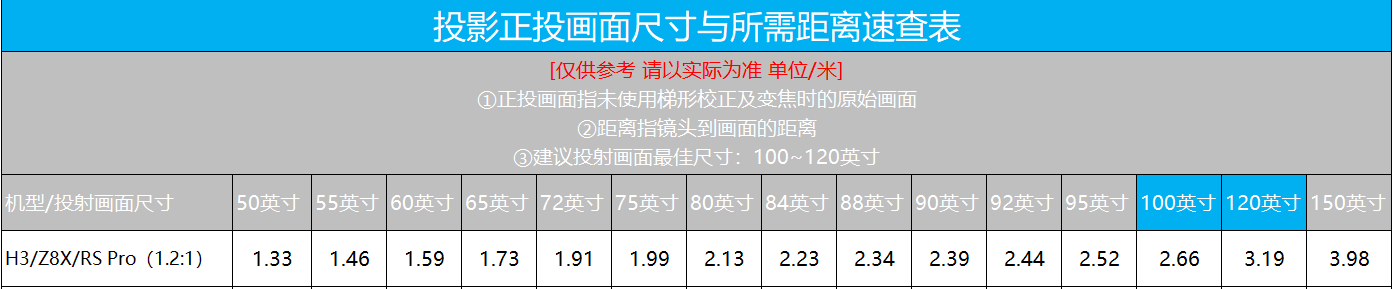 投影正投画面尺寸与所需距离速查表
[仅供参考 请以实际为准 单位/米]
①正投画面指未使用梯形校正及变焦时的原始画面
②距离指镜头到画面的距离
③建议投射画面最佳尺寸：100~120英寸
机型/投射画面尺寸 50英寸 55英寸 60英寸 65英寸 72英寸 75英寸 80英寸 84英寸 88英寸 90英寸 92英寸 95英寸 100英寸 120英寸 150英寸
H3/Z8X/RS Pro（1.2:1） 1.33 1.46 1.59 1.73 1.91 1.99 2.13 2.23 2.34 2.39 2.44 2.52 2.66 3.19 3.98